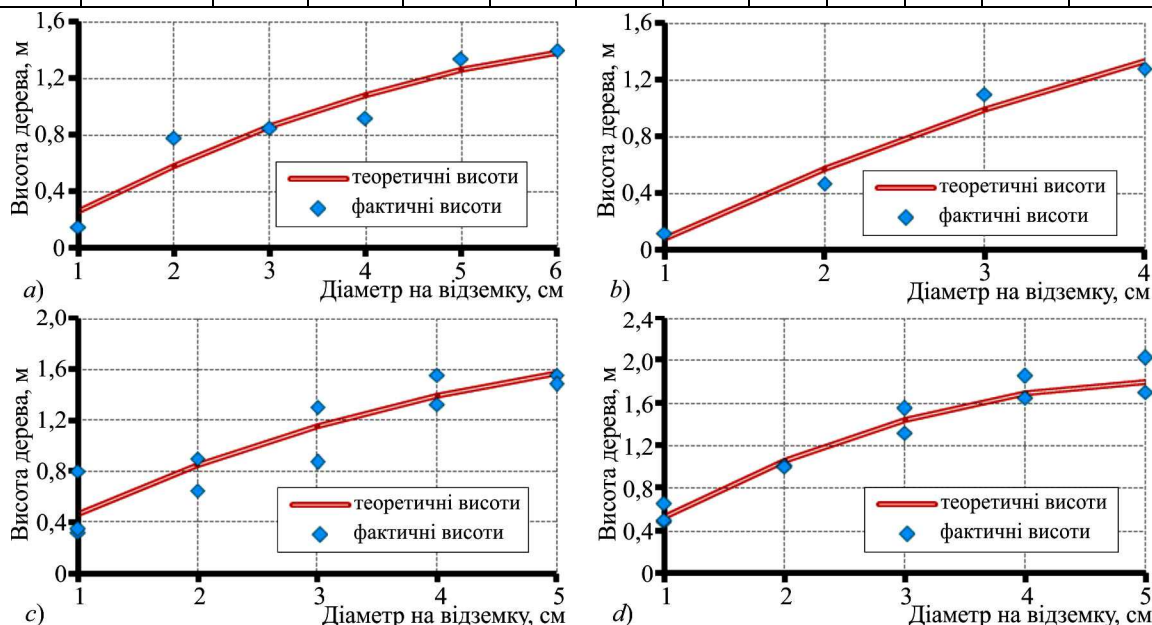 1,6
1,2
0,8
0,4
0
Висота дерева, м
теоретичні висоти
фактичні висоти
1 2 3 4 5 6
a) Діаметр на відземку, см
1,6
1,2
0,8
0,4
0
Висота дерева, м
теоретичні висоти
фактичні висоти
1 2 3 4
b) Діаметр на відземку, см
2,0
1,6
1,2
0,8
0,4
0
Висота дерева, м
теоретичні висоти
фактичні висоти
1 2 3 4 5
c) Діаметр на відземку, см
2,4
2,0
1,6
1,2
0,8
0,4
0
Висота дерева, м
теоретичні висоти
фактичні висоти
1 2 3 4 5
d) Діаметр на відземку, см